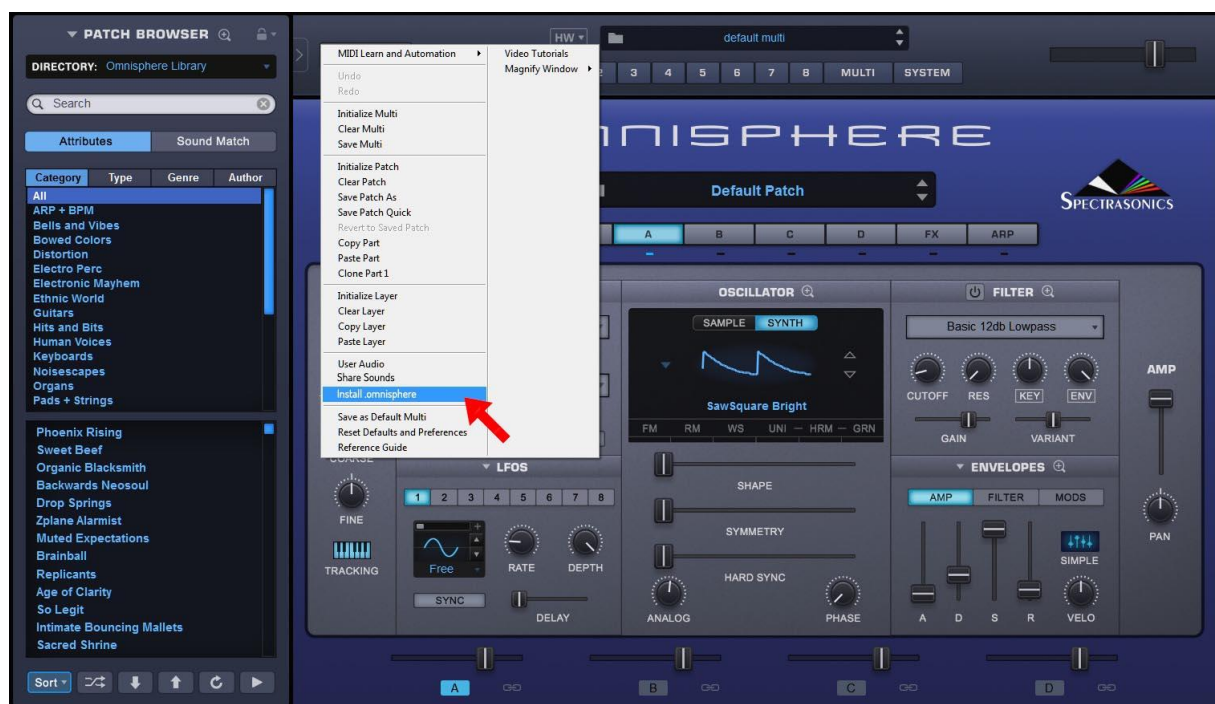 PATCH BROWSER
DIRECTORY: Omnisphere Library
Search
Attributes Sound Match
Category Type Genre Author
All
ARP + BPM
Bells and Vibes
Bowed Colors
Distortion
Electro Perc
Electronic Mayhem
Ethnic World
Guitars
Hits and Bits
Human Voices
Keyboards
Noisescapes
Organs
Pads + Strings
Phoenix Rising
Sweet Beef
Organic Blacksmith
Backwards Neosoul
Drop Springs
Zplane Alarmist
Muted Expectations
Brainball
Replicants
Age of Clarity
So Legit
Intimate Bouncing Mallets
Sacred Shrine
Sort
HW
default multi
3 4 5 6 7 8 MULTI SYSTEM
MIDI Learn and Automation
Undo
Redo
Initialize Multi
Clear Multi
Save Multi
Initialize Patch
Clear Patch
Save Patch As
Save Patch Quick
Revert to Saved Patch
Copy Part
Paste Part
Clone Part 1
Initialize Layer
Clear Layer
Copy Layer
Paste Layer
User Audio
Share Sounds
Install .omnisphere
Save as Default Multi
Reset Defaults and Preferences
Reference Guide
Video Tutorials
Magnify Window
NISPHERE
Default Patch
SPECTRASONICS
A B C D FX ARP
OSCILLATOR
SAMPLE SYNTH
SawSquare Bright
FM RM WS UNI — HRM — GRN
SHAPE
SYMMETRY
HARD SYNC
ANALOG PHASE
FILTER
Basic 12db Lowpass
CUTOFF RES KEY ENV
GAIN VARIANT
ENVELOPES
AMP FILTER MODS
SIMPLE
A D S R VELO
AMP
PAN
COARSE
FINE
TRACKING
LFOS
1 2 3 4 5 6 7 8
Free
RATE DEPTH
SYNC
DELAY
A B C D